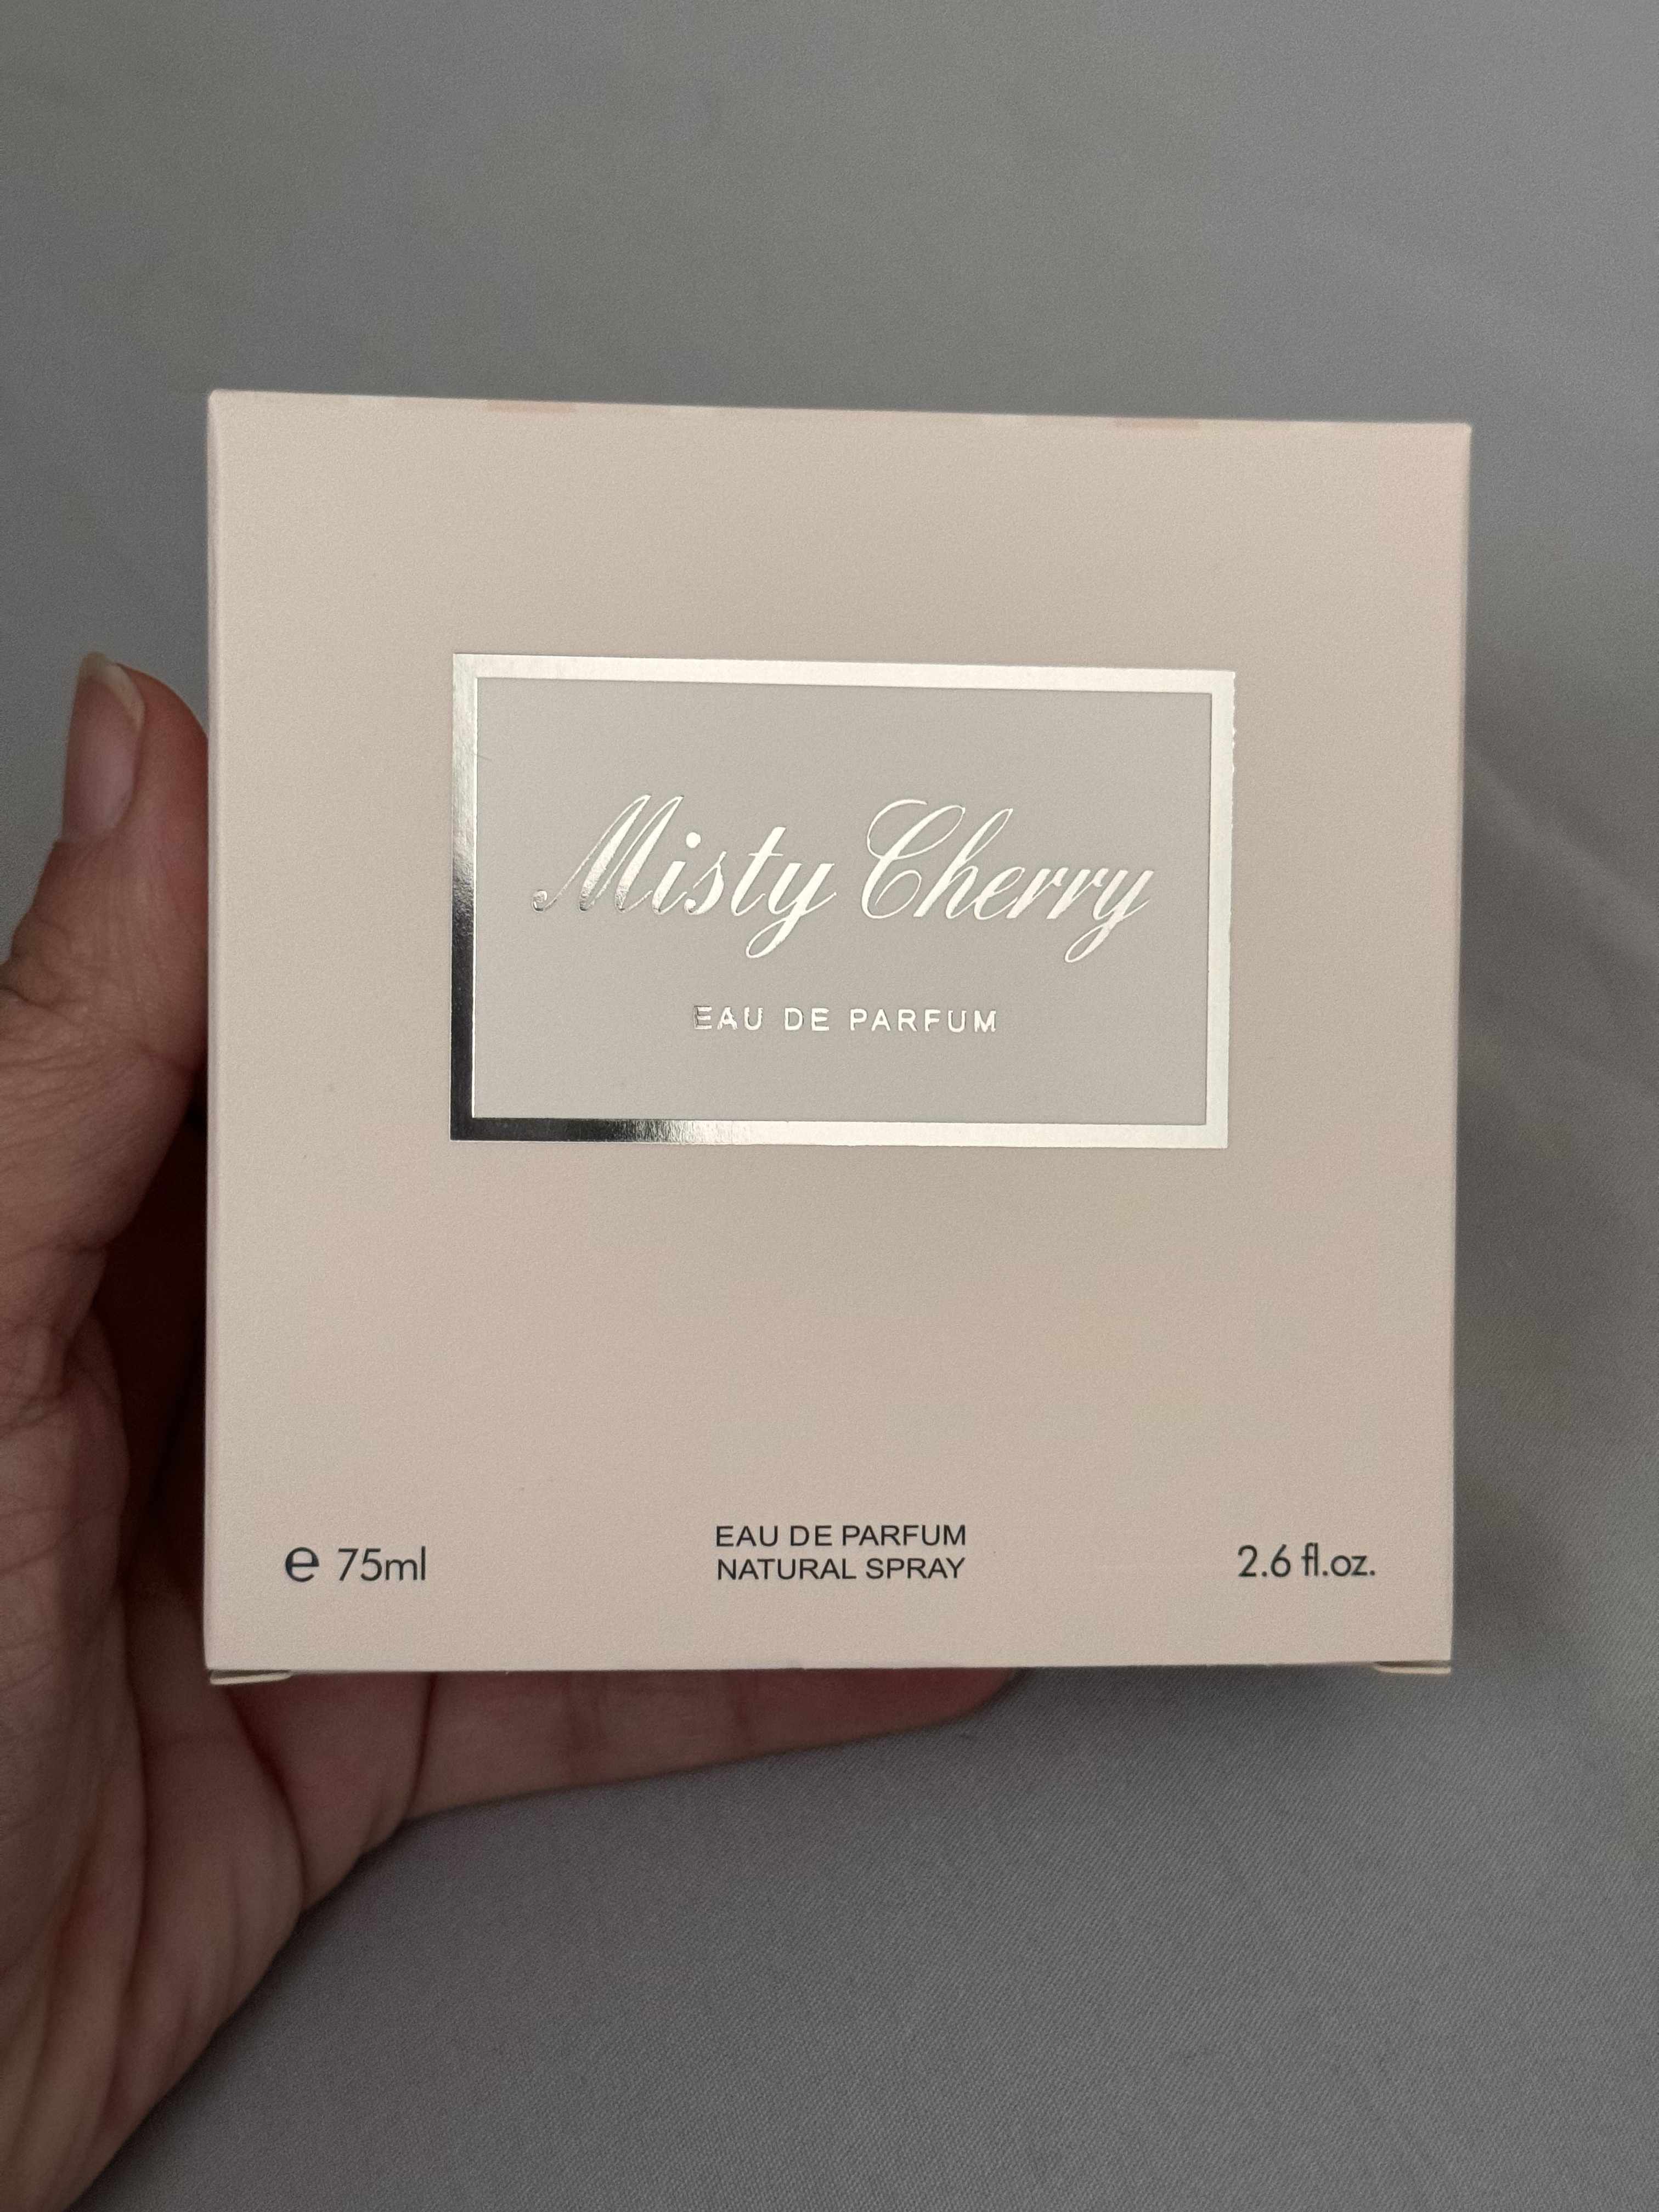 Misty Cherry
EAU DE PARFUM
℮ 75ml
EAU DE PARFUM
NATURAL SPRAY
2.6 fl.oz.